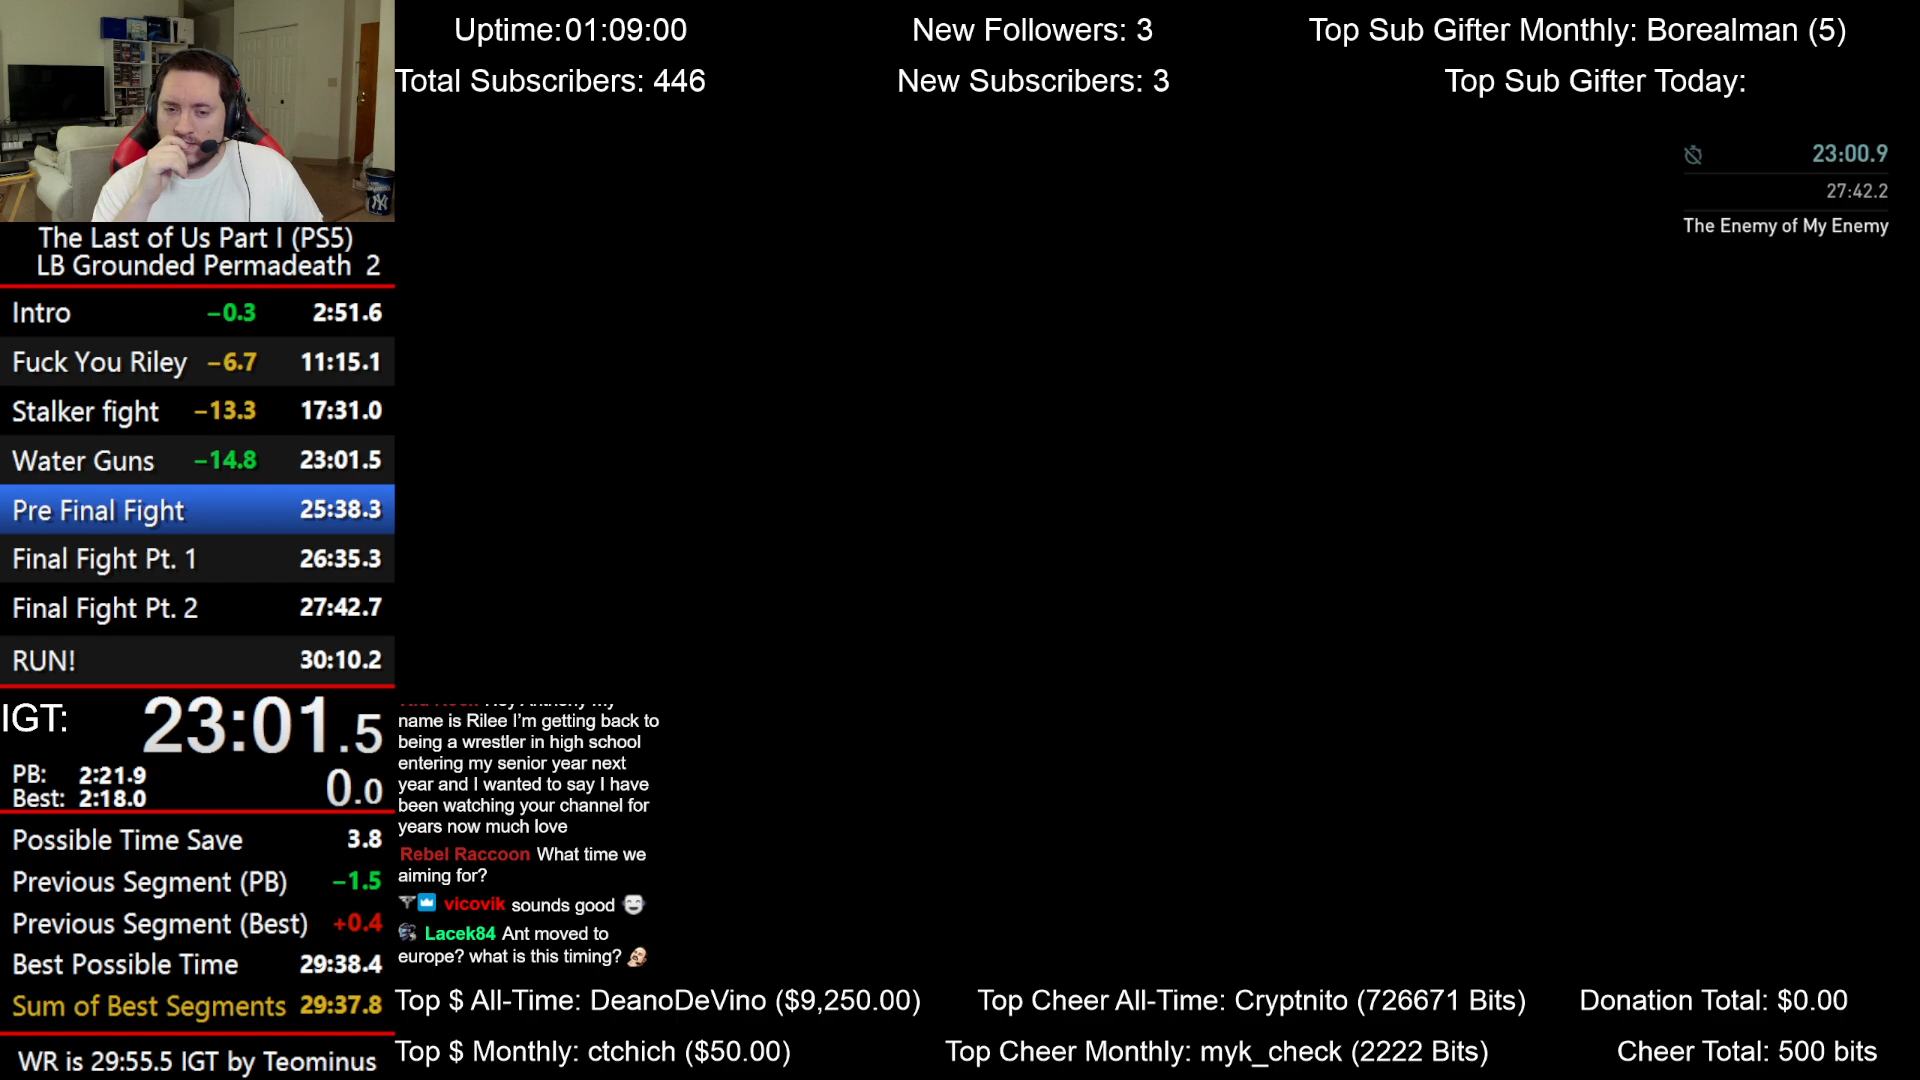 Uptime:01:09:00
New Followers: 3
Top Sub Gifter Monthly: Borealman (5)
Total Subscribers: 446
New Subscribers: 3
Top Sub Gifter Today:
23:00.9
27:42.2
The Enemy of My Enemy
The Last of Us Part I (PS5)
LB Grounded Permadeath 2
Intro -0.3 2:51.6
Fuck You Riley -6.7 11:15.1
Stalker fight -13.3 17:31.0
Water Guns -14.8 23:01.5
Pre Final Fight 25:38.3
Final Fight Pt. 1 26:35.3
Final Fight Pt. 2 27:42.7
RUN! 30:10.2
IGT: 23:01.5
PB: 2:21.9
Best: 2:18.0
0.0
Possible Time Save 3.8
Previous Segment (PB) -1.5
Previous Segment (Best) +0.4
Best Possible Time 29:38.4
Sum of Best Segments 29:37.8
WR is 29:55.5 IGT by Teominus
name is Rilee I'm getting back to
being a wrestler in high school
entering my senior year next
year and I wanted to say I have
been watching your channel for
years now much love
Rebel Raccoon What time we
aiming for?
vicovik sounds good
Lacek84 Ant moved to
europe? what is this timing?
Top $ All-Time: DeanoDeVino ($9,250.00)
Top Cheer All-Time: Cryptnito (726671 Bits)
Donation Total: $0.00
Top $ Monthly: ctchich ($50.00)
Top Cheer Monthly: myk_check (2222 Bits)
Cheer Total: 500 bits